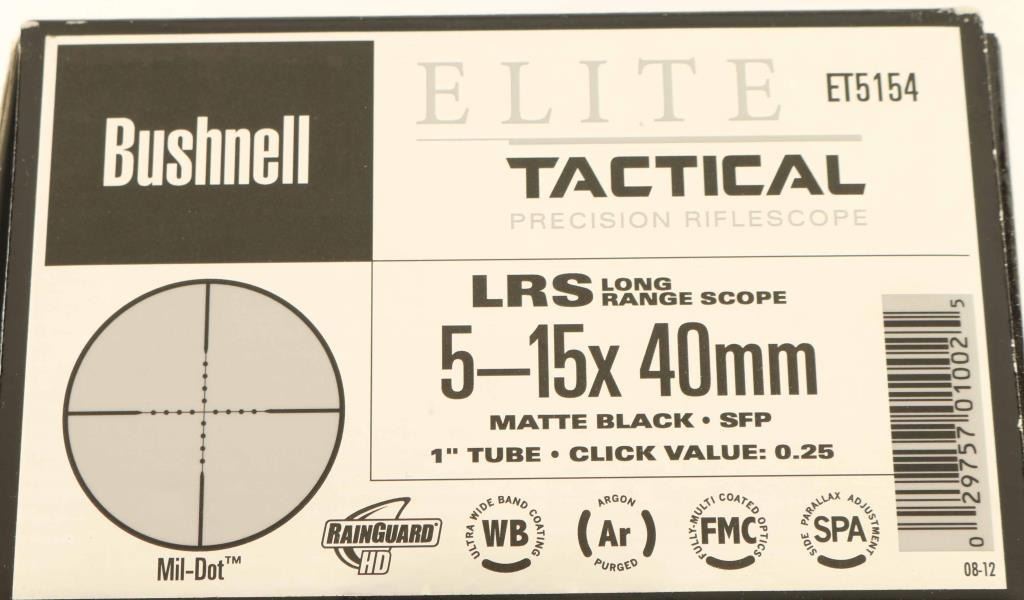 Bushnell
ELITE
ET5154
TACTICAL
PRECISION RIFLESCOPE
LRS LONG RANGE SCOPE
5–15x 40mm
MATTE BLACK • SFP
1" TUBE • CLICK VALUE: 0.25
0 29757 01002 5
Mil-Dot™
RAINGUARD® HD
ULTRA WIDE BAND COATING
WB
ARGON
Ar
PURGED
FULLY-MULTI COATED OPTICS
FMC
SIDE PARALLAX ADJUSTMENT
SPA
08-12